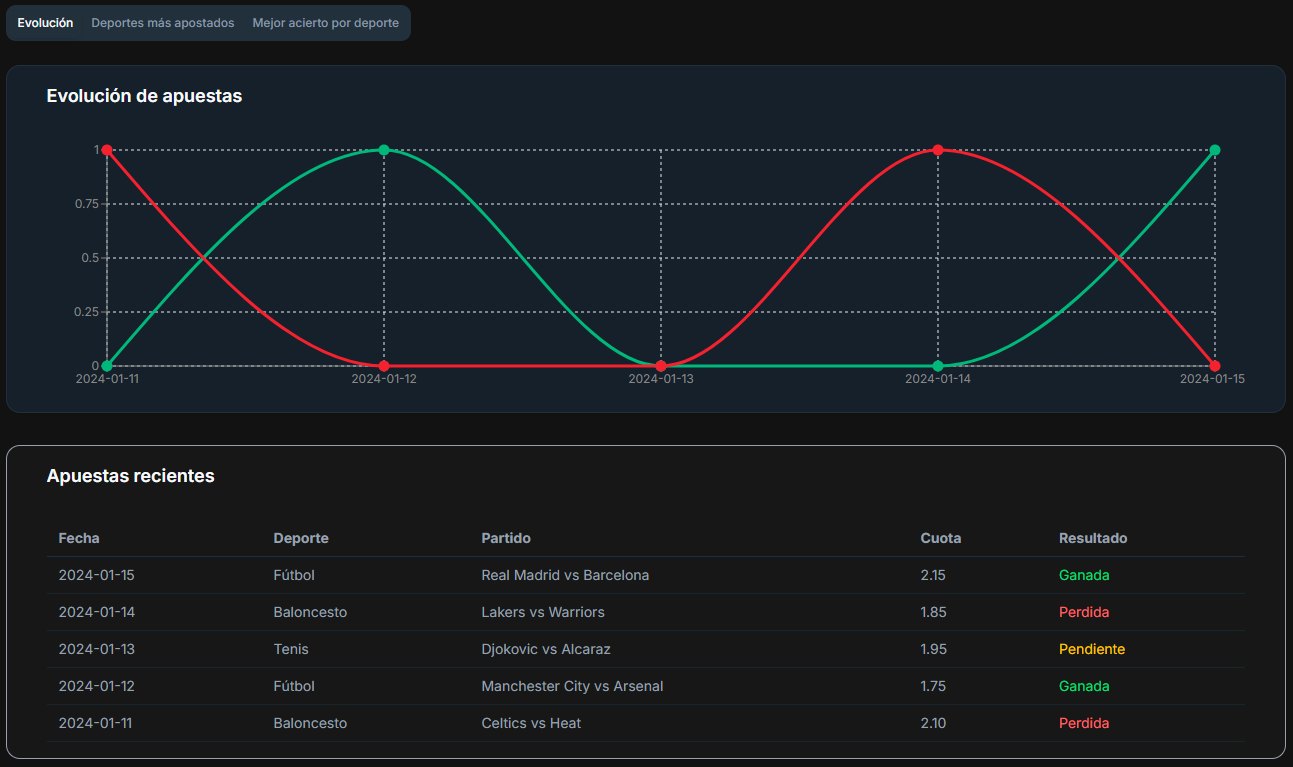 Evolución Deportes más apostados Mejor acierto por deporte
Evolución de apuestas
1
0.75
0.5
0.25
0
2024-01-11 2024-01-12 2024-01-13 2024-01-14 2024-01-15
Apuestas recientes
Fecha Deporte Partido Cuota Resultado
2024-01-15 Fútbol Real Madrid vs Barcelona 2.15 Ganada
2024-01-14 Baloncesto Lakers vs Warriors 1.85 Perdida
2024-01-13 Tenis Djokovic vs Alcaraz 1.95 Pendiente
2024-01-12 Fútbol Manchester City vs Arsenal 1.75 Ganada
2024-01-11 Baloncesto Celtics vs Heat 2.10 Perdida